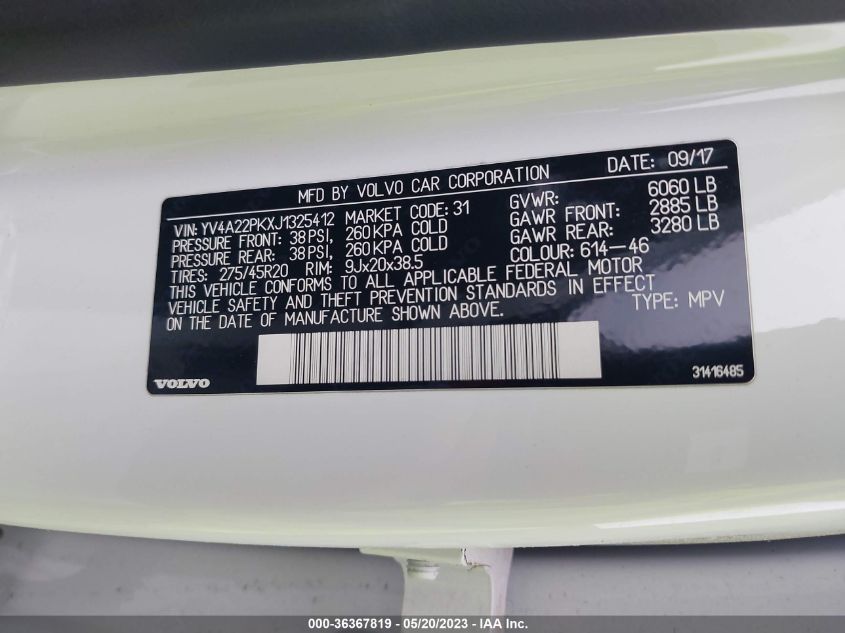 MFD BY VOLVO CAR CORPORATION DATE: 09/17
VIN: YV4A22PKXJ1325412 MARKET CODE: 31 GVWR: 6060 LB
PRESSURE FRONT: 38 PSI, 260 KPA COLD GAWR FRONT: 2885 LB
PRESSURE REAR: 38 PSI, 260 KPA COLD GAWR REAR: 3280 LB
TIRES: 275/45R20 RIM: 9Jx20x38.5 COLOUR: 614-46
THIS VEHICLE CONFORMS TO ALL APPLICABLE FEDERAL MOTOR
VEHICLE SAFETY AND THEFT PREVENTION STANDARDS IN EFFECT
ON THE DATE OF MANUFACTURE SHOWN ABOVE. TYPE: MPV
VOLVO 31416485
000-36367819 - 05/20/2023 - IAA Inc.